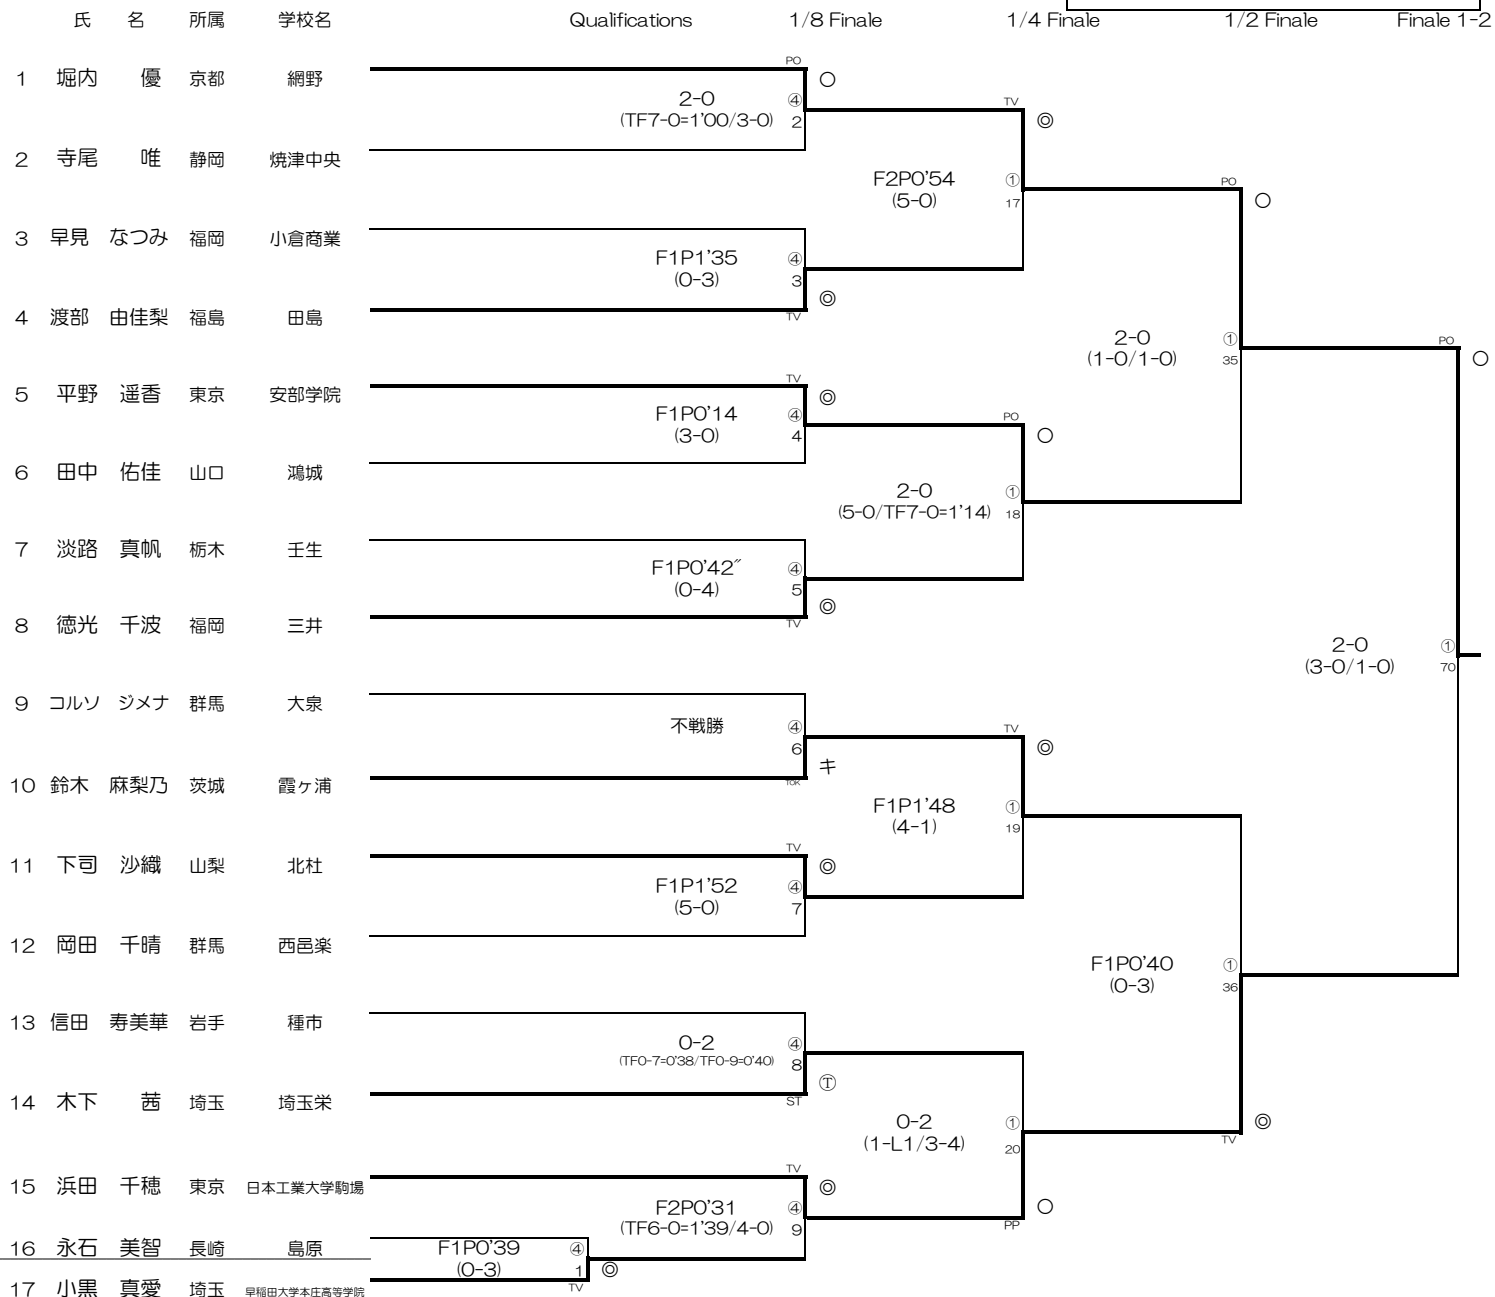 氏 名 所属 学校名 Qualifications 1/8 Finale 1/4 Finale 1/2 Finale Finale 1-2
PO
1 堀内 優 京都 網野 ○
2-0 ④ TV
(TF7-0=1'00/3-0) 2 ◎
2 寺尾 唯 静岡 焼津中央
F2P0'54 ① PO
(5-0) 17 ○
3 早見 なつみ 福岡 小倉商業
F1P1'35 ④
(0-3) 3
◎
4 渡部 由佳梨 福島 田島
TV
2-0 ① PO
(1-0/1-0) 35 ○
TV
5 平野 遥香 東京 安部学院 ◎
F1P0'14 ④ PO
(3-0) 4 ○
6 田中 佑佳 山口 鴻城
2-0 ①
(5-0/TF7-0=1'14) 18
7 淡路 真帆 栃木 壬生
F1P0'42″ ④
(0-4) 5
◎
8 徳光 千波 福岡 三井
TV
2-0 ①
(3-0/1-0) 70
9 コルソ ジメナ 群馬 大泉
不戦勝 ④ TV
6 ◎
キ
10 鈴木 麻梨乃 茨城 霞ヶ浦
F1P1'48 ①
(4-1) 19
TV
11 下司 沙織 山梨 北杜 ◎
F1P1'52 ④
(5-0) 7
12 岡田 千晴 群馬 西邑楽
F1P0'40 ①
(0-3) 36
13 信田 寿美華 岩手 種市
0-2 ④
(TF0-7=0'38/TF0-9=0'40) 8
Ⓣ
14 木下 茜 埼玉 埼玉栄
ST
0-2 ① ◎
(1-L1/3-4) 20 TV
TV
15 浜田 千穂 東京 日本工業大学駒場 ◎
F2P0'31 ④ ○
(TF6-0=1'39/4-0) 9 PP
16 永石 美智 長崎 島原
F1P0'39 ④
(0-3) 1 ◎
17 小黒 真愛 埼玉 早稲田大学本庄高等学院
TV